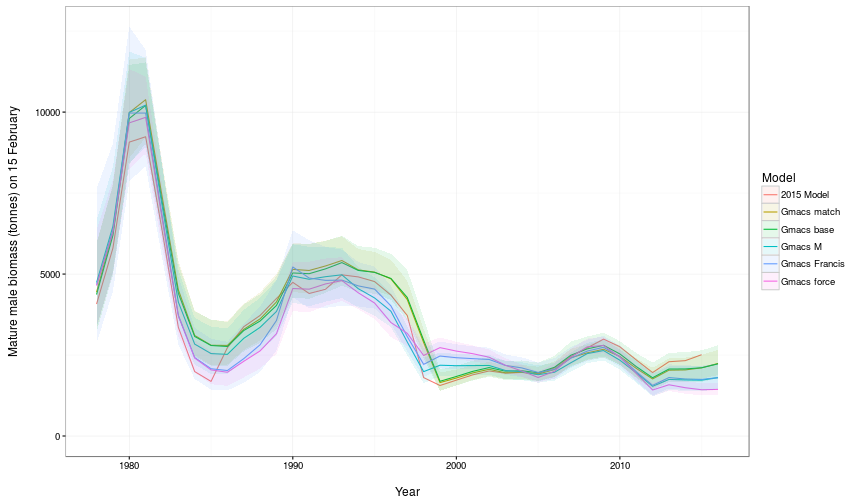 Mature male biomass (tonnes) on 15 February
10000
5000
0
1980
1990
2000
2010
Year
Model
2015 Model
Gmacs match
Gmacs base
Gmacs M
Gmacs Francis
Gmacs force